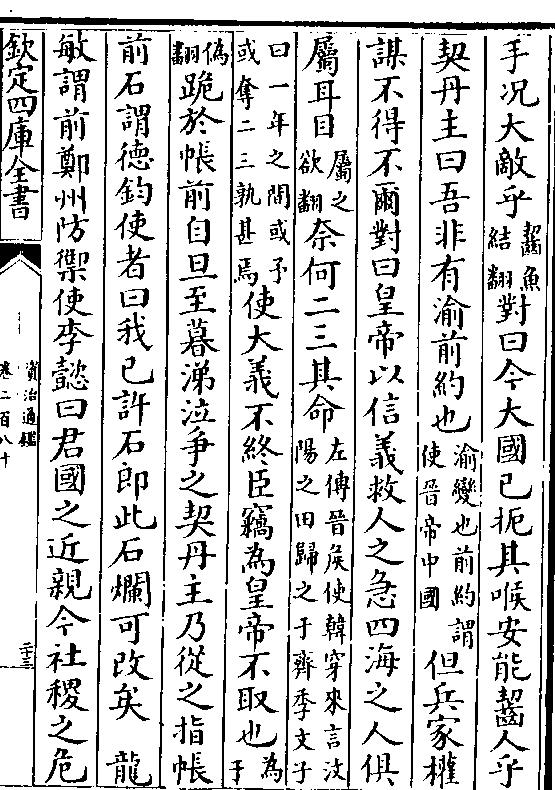 手况大敵乎齧魚結翻對曰今大國已扼其喉安能齧人乎
契丹主曰吾非有渝前約也渝變也前約謂使晉帝中國但兵家權
謀不得不爾對曰皇帝以信義救人之急四海之人俱
屬耳目屬之欲翻奈何二三其命左傳晉侯使韓穿來言汶陽之田歸之于齊季文子
曰一年之間或予或奪二三孰甚焉使大義不終臣竊為皇帝不取也為于
偽翻跪於帳前自旦至暮涕泣爭之契丹主乃從之指帳
前石謂德鈞使者曰我已許石郎此石爛可改矣 龍
敏謂前鄭州防禦使李懿曰君國之近親今社稷之危
欽定四庫全書
資治通鑑
卷二百八十
二十三